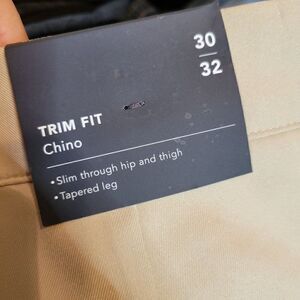 30
32
TRIM FIT
Chino
•Slim through hip and thigh
•Tapered leg